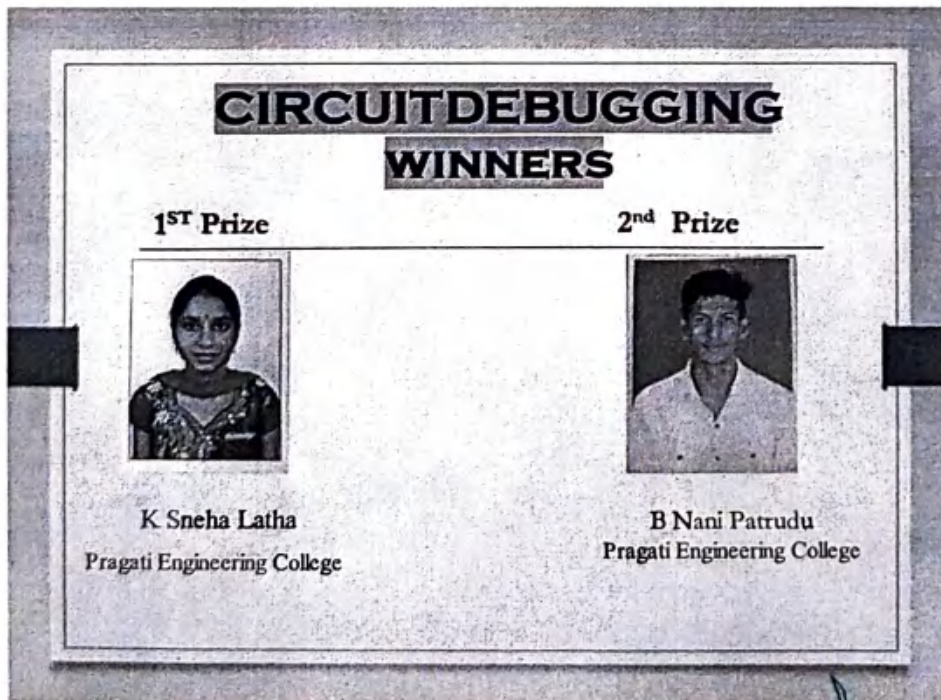 CIRCUITDEBUGGING
WINNERS
1ST Prize 2nd Prize
K Sneha Latha B Nani Patrudu
Pragati Engineering College Pragati Engineering College